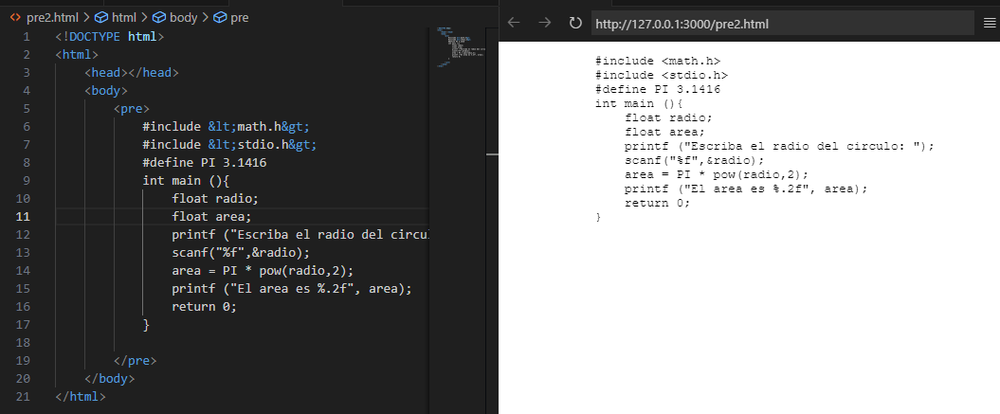 pre2.html > html > body > pre
1 <!DOCTYPE html>
2 <html>
3 <head></head>
4 <body>
5 <pre>
6 #include &lt;math.h&gt;
7 #include &lt;stdio.h&gt;
8 #define PI 3.1416
9 int main (){
10 float radio;
11 float area;
12 printf ("Escriba el radio del circu
13 scanf("%f",&radio);
14 area = PI * pow(radio,2);
15 printf ("El area es %.2f", area);
16 return 0;
17 }
18
19 </pre>
20 </body>
21 </html>
http://127.0.0.1:3000/pre2.html
#include <math.h>
#include <stdio.h>
#define PI 3.1416
int main (){
float radio;
float area;
printf ("Escriba el radio del circulo: ");
scanf("%f",&radio);
area = PI * pow(radio,2);
printf ("El area es %.2f", area);
return 0;
}